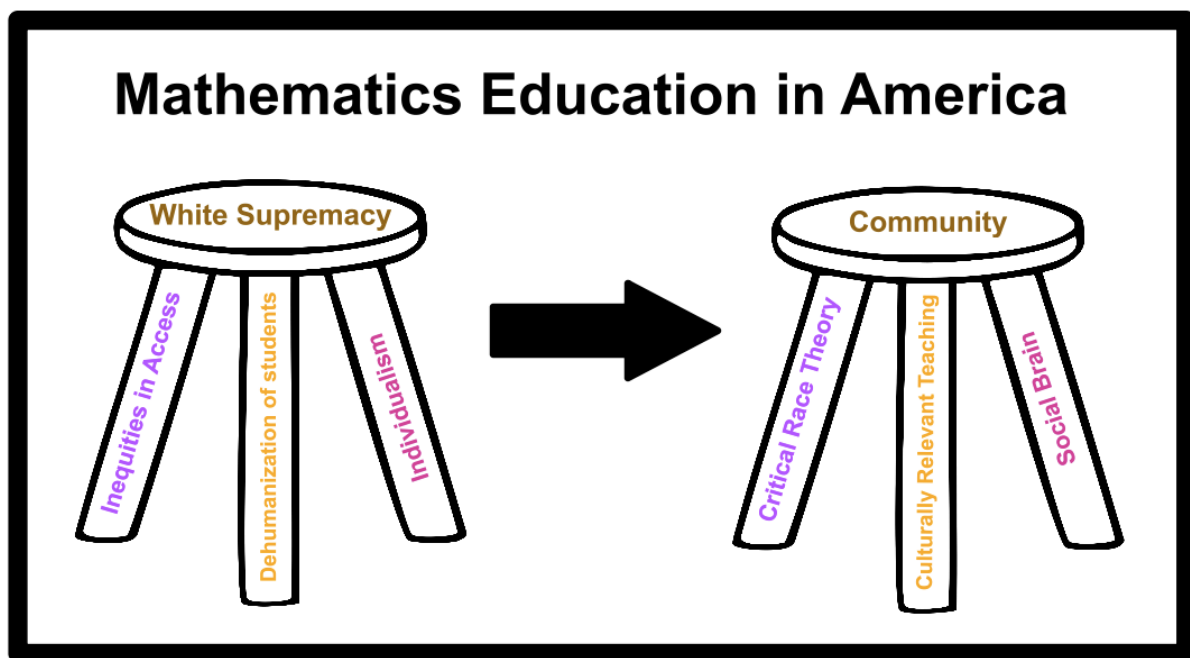 Mathematics Education in America
White Supremacy
Inequities in Access
Dehumanization of students
Individualism
Community
Critical Race Theory
Culturally Relevant Teaching
Social Brain